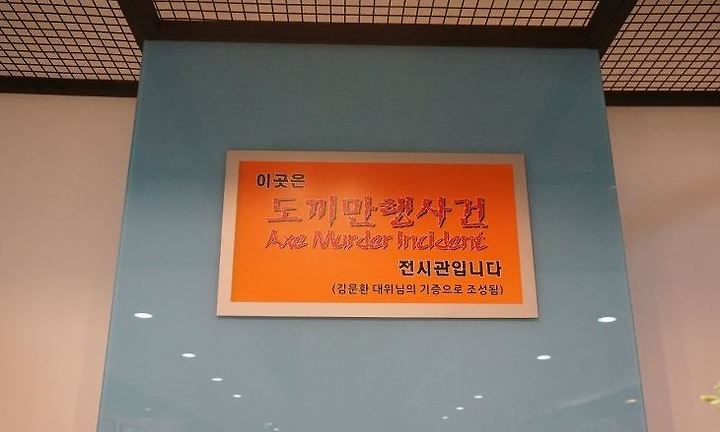 이곳은
도끼만행사건
Axe Murder Incident
전시관입니다
(김문환 대위님의 기증으로 조성됨)